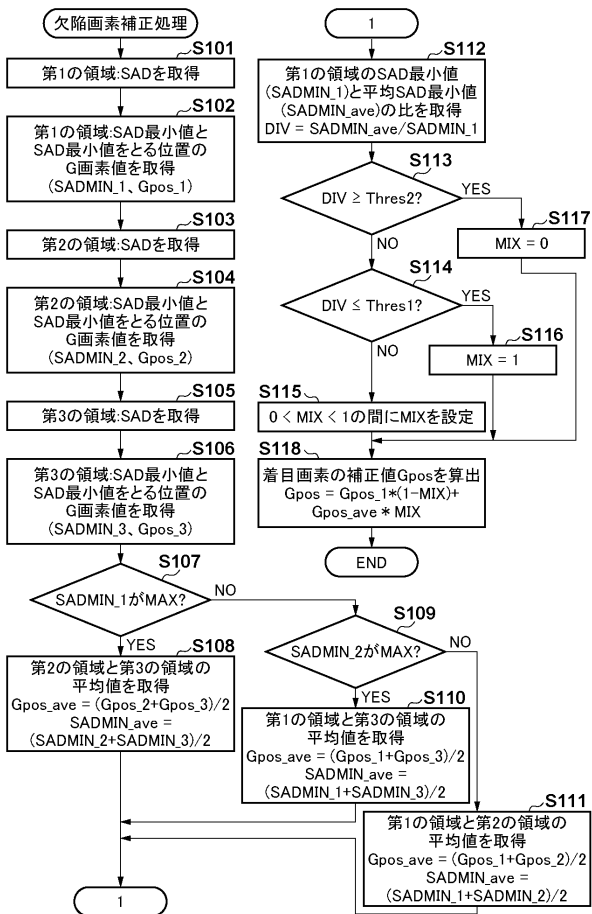 欠陥画素補正処理
S101
第1の領域:SADを取得
S102
第1の領域:SAD最小値と
SAD最小値をとる位置の
G画素値を取得
(SADMIN_1、Gpos_1)
S103
第2の領域:SADを取得
S104
第2の領域:SAD最小値と
SAD最小値をとる位置の
G画素値を取得
(SADMIN_2、Gpos_2)
S105
第3の領域:SADを取得
S106
第3の領域:SAD最小値と
SAD最小値をとる位置の
G画素値を取得
(SADMIN_3、Gpos_3)
S107
SADMIN_1がMAX?
NO
YES
S108
第2の領域と第3の領域の
平均値を取得
Gpos_ave = (Gpos_2+Gpos_3)/2
SADMIN_ave =
(SADMIN_2+SADMIN_3)/2
S109
SADMIN_2がMAX?
NO
YES
S110
第1の領域と第3の領域の
平均値を取得
Gpos_ave = (Gpos_1+Gpos_3)/2
SADMIN_ave =
(SADMIN_1+SADMIN_3)/2
S111
第1の領域と第2の領域の
平均値を取得
Gpos_ave = (Gpos_1+Gpos_2)/2
SADMIN_ave =
(SADMIN_1+SADMIN_2)/2
1
1
S112
第1の領域のSAD最小値
(SADMIN_1)と平均SAD最小値
(SADMIN_ave)の比を取得
DIV = SADMIN_ave/SADMIN_1
S113
DIV ≥ Thres2?
YES
NO
S117
MIX = 0
S114
DIV ≤ Thres1?
YES
NO
S116
MIX = 1
S115
0 < MIX < 1の間にMIXを設定
S118
着目画素の補正値Gposを算出
Gpos = Gpos_1*(1-MIX)+
Gpos_ave * MIX
END